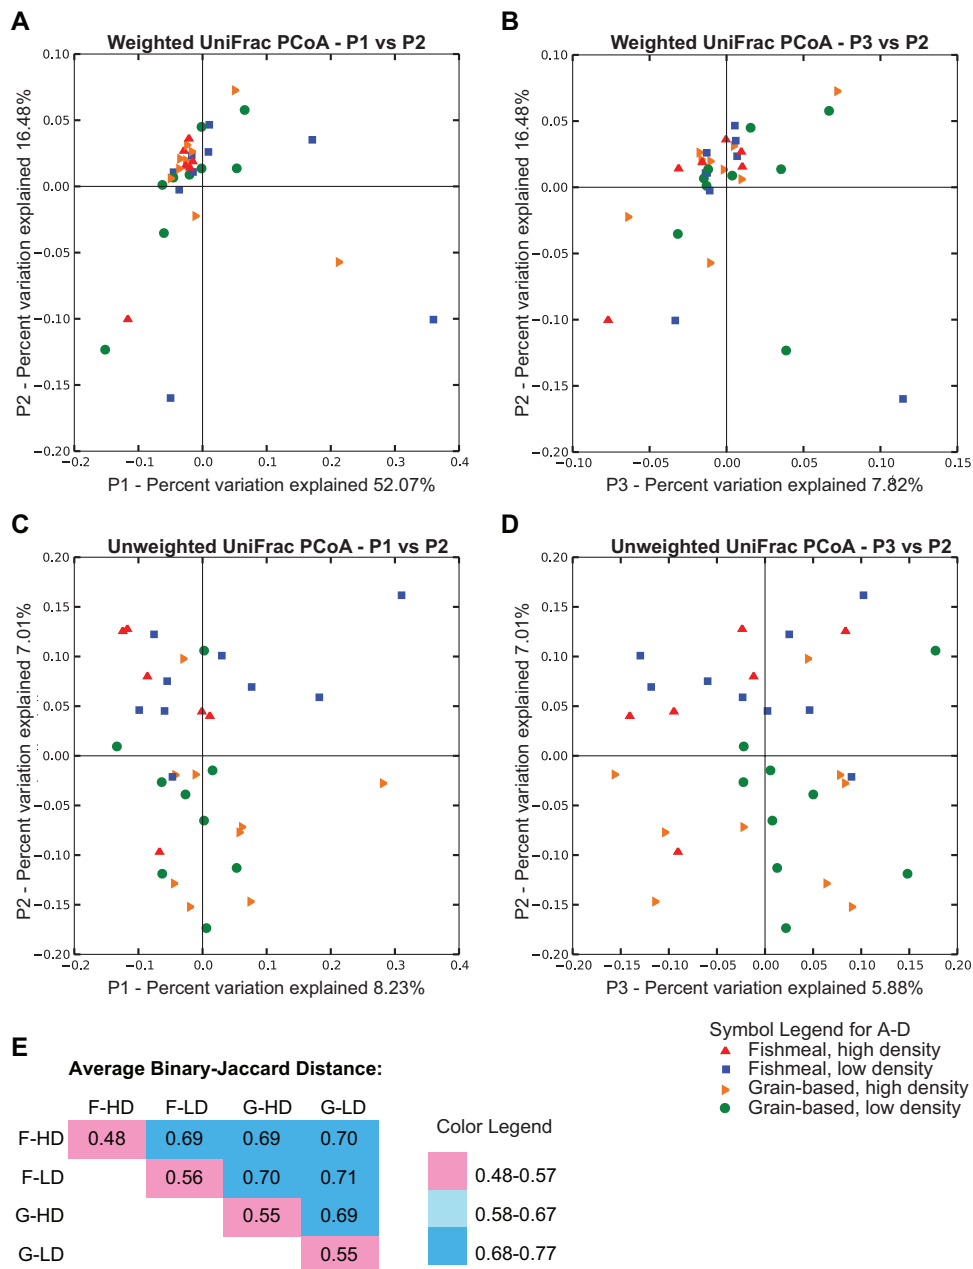 A
Weighted UniFrac PCoA - P1 vs P2
P2 - Percent variation explained 16.48%
0.10
0.05
0.00
−0.05
−0.10
−0.15
−0.20
−0.2 −0.1 0.0 0.1 0.2 0.3 0.4
P1 - Percent variation explained 52.07%
B
Weighted UniFrac PCoA - P3 vs P2
P2 - Percent variation explained 16.48%
0.10
0.05
0.00
−0.05
−0.10
−0.15
−0.20
−0.10 −0.05 0.00 0.05 0.10 0.15
P3 - Percent variation explained 7.82%
C
Unweighted UniFrac PCoA - P1 vs P2
P2 - Percent variation explained 7.01%
0.20
0.15
0.10
0.05
0.00
−0.05
−0.10
−0.15
−0.20
−0.2 −0.1 0.0 0.1 0.2 0.3 0.4
P1 - Percent variation explained 8.23%
D
Unweighted UniFrac PCoA - P3 vs P2
P2 - Percent variation explained 7.01%
0.20
0.15
0.10
0.05
0.00
−0.05
−0.10
−0.15
−0.20
−0.20 −0.15 −0.10 −0.05 0.00 0.05 0.10 0.15 0.20
P3 - Percent variation explained 5.88%
Symbol Legend for A-D
Fishmeal, high density
Fishmeal, low density
Grain-based, high density
Grain-based, low density
E
Average Binary-Jaccard Distance:
F-HD F-LD G-HD G-LD
F-HD 0.48 0.69 0.69 0.70
F-LD 0.56 0.70 0.71
G-HD 0.55 0.69
G-LD 0.55
Color Legend
0.48-0.57
0.58-0.67
0.68-0.77